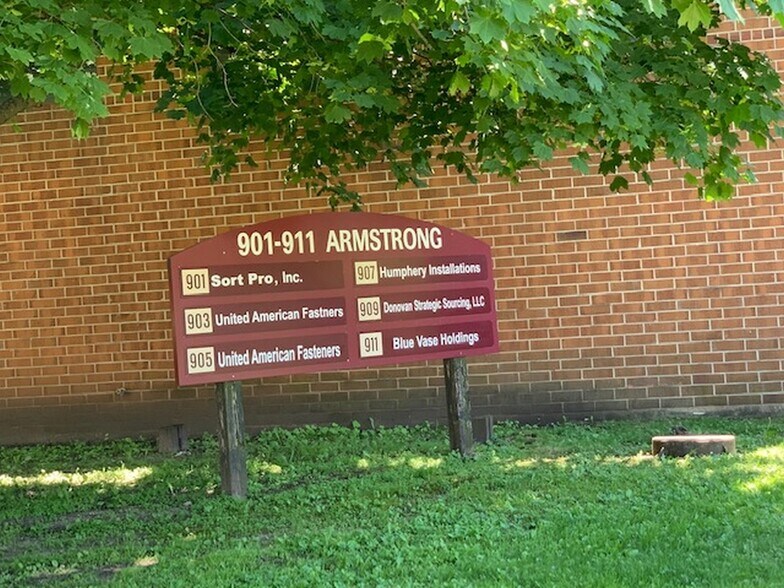 901-911 ARMSTRONG
901 Sort Pro, Inc.
903 United American Fastners
905 United American Fasteners
907 Humphery Installations
909 Donovan Strategic Sourcing, LLC
911 Blue Vase Holdings